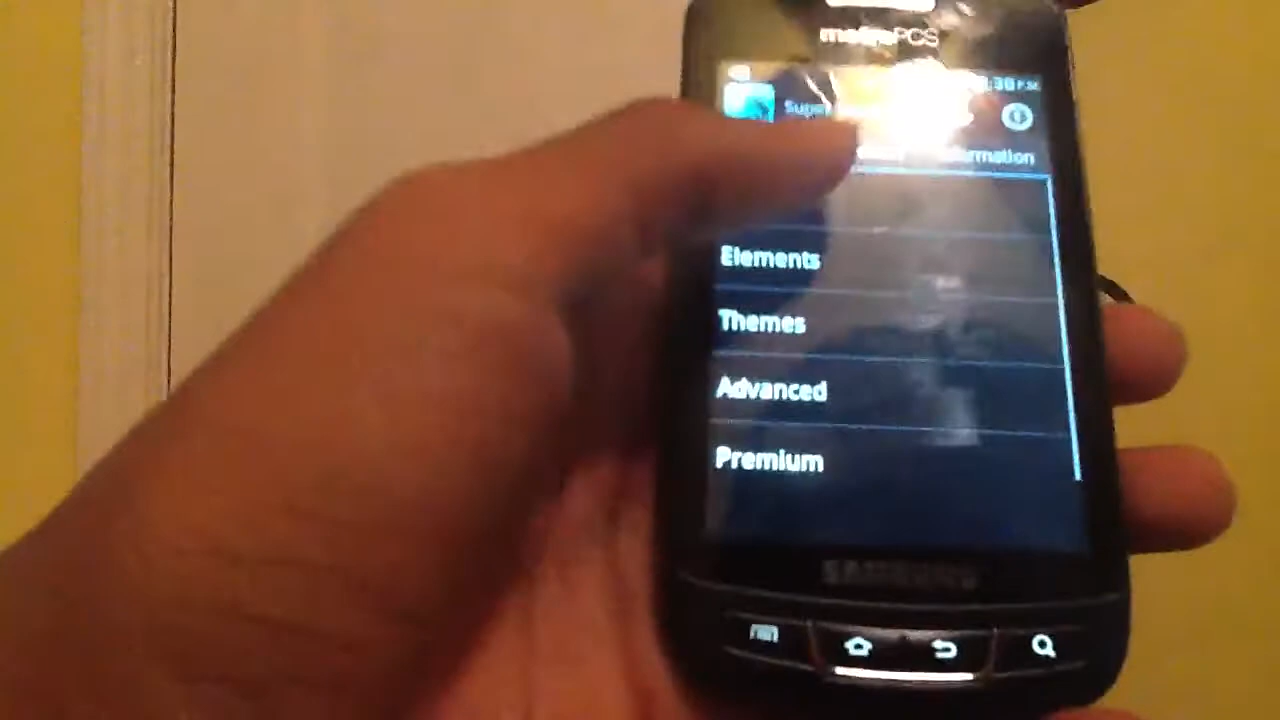 metroPCS
Elements
Themes
Advanced
Premium
SAMSUNG